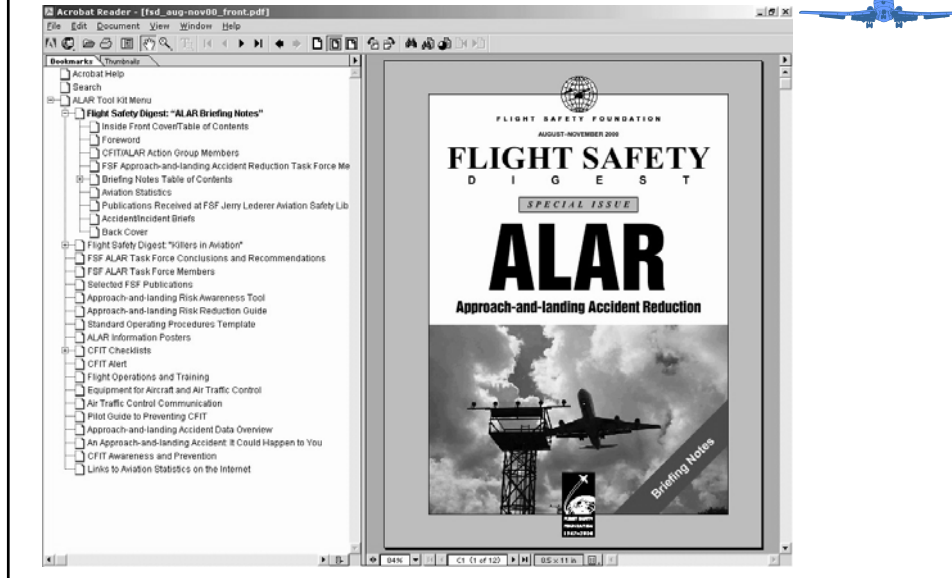 Acrobat Reader - [fsd_aug-nov00_front.pdf]
File Edit Document View Window Help
Bookmarks Thumbnails
Acrobat Help
Search
ALAR Tool Kit Menu
Flight Safety Digest: "ALAR Briefing Notes"
Inside Front Cover/Table of Contents
Foreword
CFIT/ALAR Action Group Members
FSF Approach-and-landing Accident Reduction Task Force Me
Briefing Notes Table of Contents
Aviation Statistics
Publications Received at FSF Jerry Lederer Aviation Safety Lib
Accident/Incident Briefs
Back Cover
Flight Safety Digest: "Killers in Aviation"
FSF ALAR Task Force Conclusions and Recommendations
FSF ALAR Task Force Members
Selected FSF Publications
Approach-and-landing Risk Awareness Tool
Approach-and-landing Risk Reduction Guide
Standard Operating Procedures Template
ALAR Information Posters
CFIT Checklists
CFIT Alert
Flight Operations and Training
Equipment for Aircraft and Air Traffic Control
Air Traffic Control Communication
Pilot Guide to Preventing CFIT
Approach-and-landing Accident Data Overview
An Approach-and-landing Accident: It Could Happen to You
CFIT Awareness and Prevention
Links to Aviation Statistics on the Internet
FLIGHT SAFETY FOUNDATION
AUGUST–NOVEMBER 2000
FLIGHT SAFETY
DIGEST
SPECIAL ISSUE
ALAR
Approach-and-landing Accident Reduction
Briefing Notes
FLIGHT SAFETY
FOUNDATION
84% C1 (1 of 12) 8.5 x 11 in